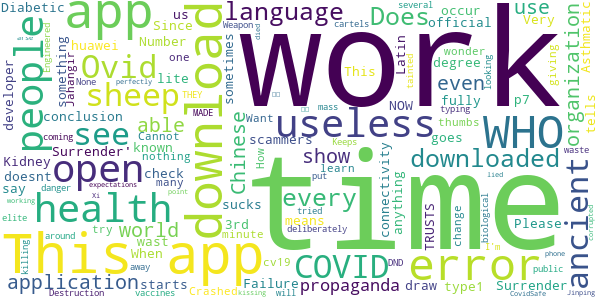 Diabetic app download language Does use occur official Very
people us Since Number one sometimes Weapon cartels Latin Asthmatic
huawei Something Ovid work several wonder degree organization
developer Jahangir None lite died This even giving tells
sheep THEY tainted looking
conclusion see able MADE useless WHO
Surrender' Cannot known Chinese NOW fully p7
coming nothing scammers Want mass typing thumbs
Kidney open doesnt check How Keeps show goes downloaded ancient
say danger many put learn anything connectivity lied
expectations Xi sucks every time TRUSTS biological waste
elite health try world 3rd tried means change Please
working wast point minute deliberately
This app around When away COVID error corrupted
killing cv19 DND phone public
application starts Failure propaganda draw type1 Surrender
Destruction vaccines Crashed kissing will CovidSafe Jinping
Engineered perfectly